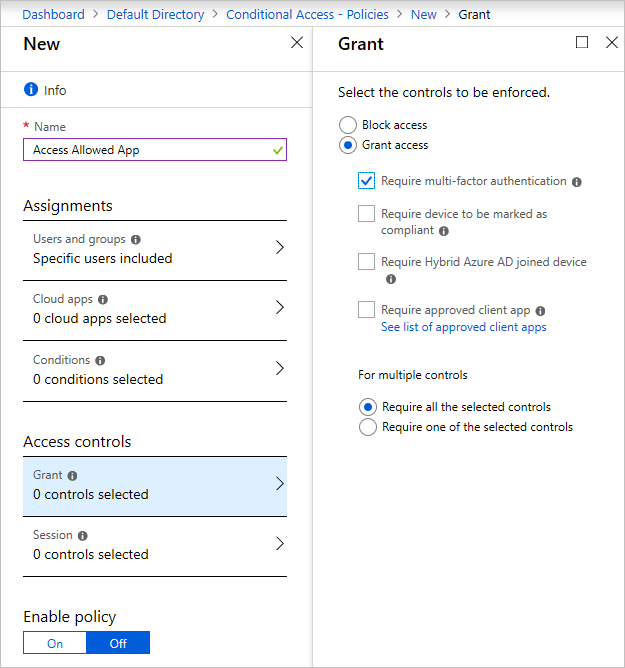 Dashboard > Default Directory > Conditional Access - Policies > New > Grant
New
Info
* Name
Access Allowed App
Assignments
Users and groups
Specific users included
Cloud apps
0 cloud apps selected
Conditions
0 conditions selected
Access controls
Grant
0 controls selected
Session
0 controls selected
Enable policy
On Off
Grant
Select the controls to be enforced.
Block access
Grant access
Require multi-factor authentication
Require device to be marked as
compliant
Require Hybrid Azure AD joined device
Require approved client app
See list of approved client apps
For multiple controls
Require all the selected controls
Require one of the selected controls